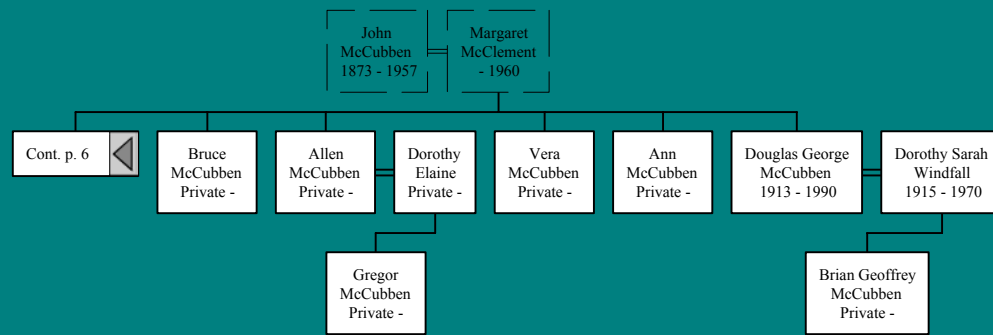 John
McCubben
1873 - 1957
Margaret
McClement
- 1960
Cont. p. 6
Bruce
McCubben
Private -
Allen
McCubben
Private -
Dorothy
Elaine
Private -
Vera
McCubben
Private -
Ann
McCubben
Private -
Douglas George
McCubben
1913 - 1990
Dorothy Sarah
Windfall
1915 - 1970
Gregor
McCubben
Private -
Brian Geoffrey
McCubben
Private -